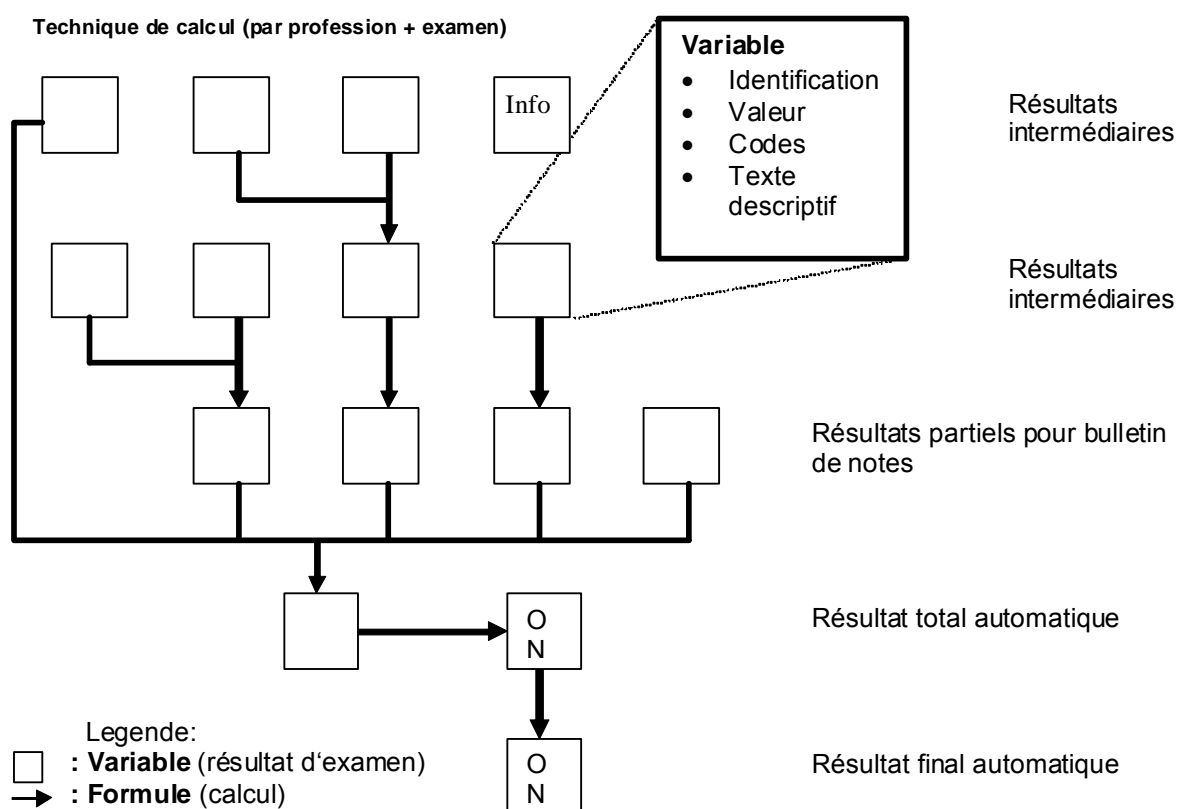 Technique de calcul (par profession + examen)
Variable
• Identification
• Valeur
• Codes
• Texte
descriptif
Info
Résultats
intermédiaires
Résultats
intermédiaires
Résultats partiels pour bulletin
de notes
O
N
Résultat total automatique
Legende:
: Variable (résultat d‘examen)
: Formule (calcul)
O
N
Résultat final automatique